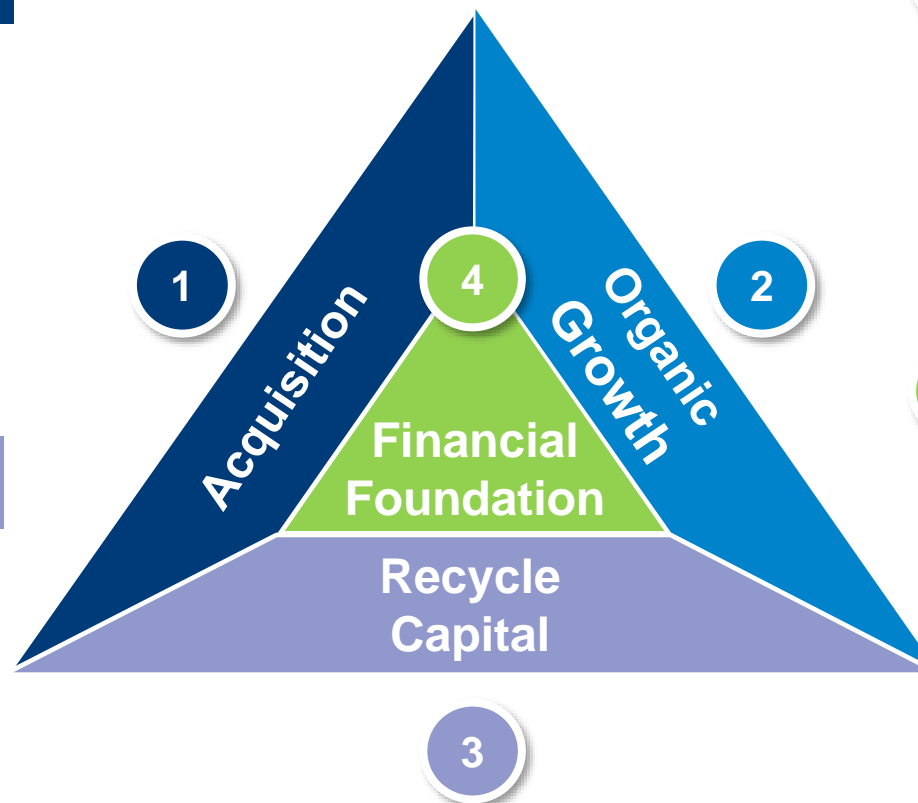 1
4
2
Acquisition
Organic
Growth
Financial
Foundation
Recycle
Capital
3